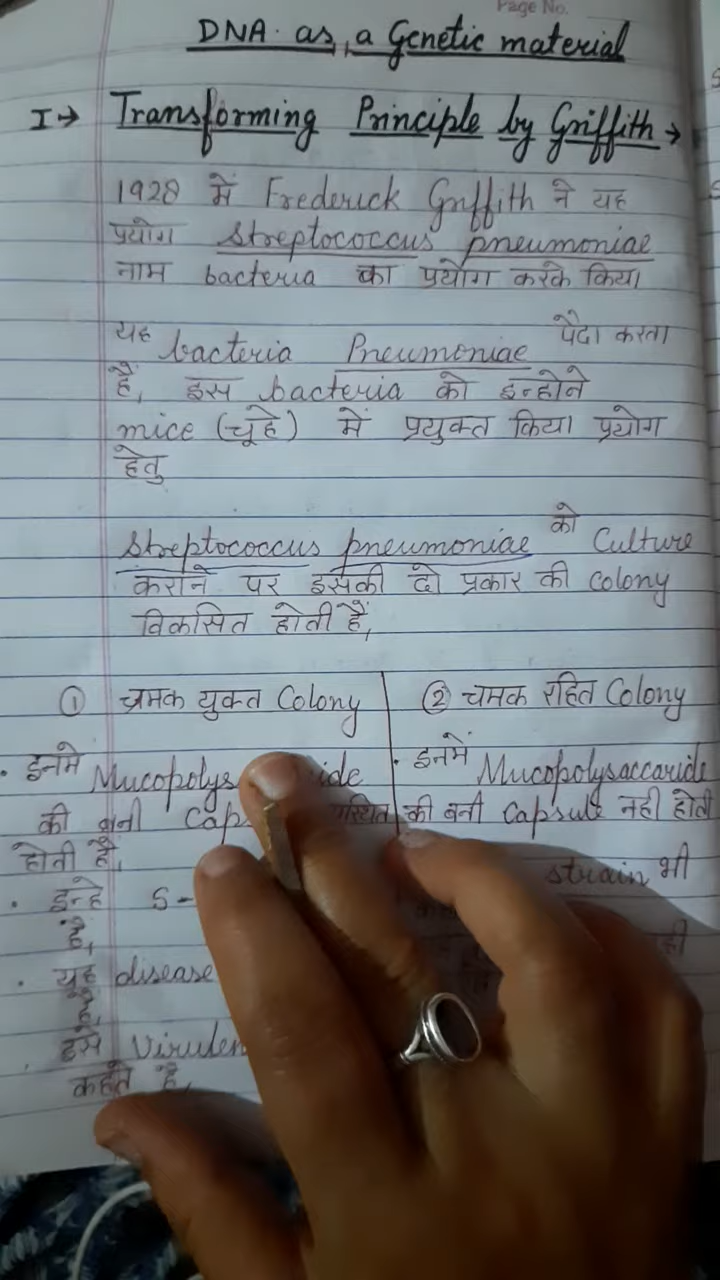 Page No.
DNA as a Genetic material
I → Transforming Principle by Griffith →
1928 में Frederick Griffith ने यह
प्रयोग Streptococcus pneumoniae
नाम bacteria का प्रयोग करके किया।
यह bacteria Pneumoniae पैदा करता
है, इस bacteria को इन्होने
mice (चूहे) में प्रयुक्त किया प्रयोग
हेतु
Streptococcus pneumoniae को Culture
कराने पर इसकी दो प्रकार की colony
विकसित होती हैं,
① चमक युक्त Colony ② चमक रहित Colony
• इनमे • इनमें Mucopolysaccaride
की बनी की बनी Capsule नही होती
होती है,
• इन्हे S- strain भी
है,
• यह disease
है,
• इसे
कहते है,